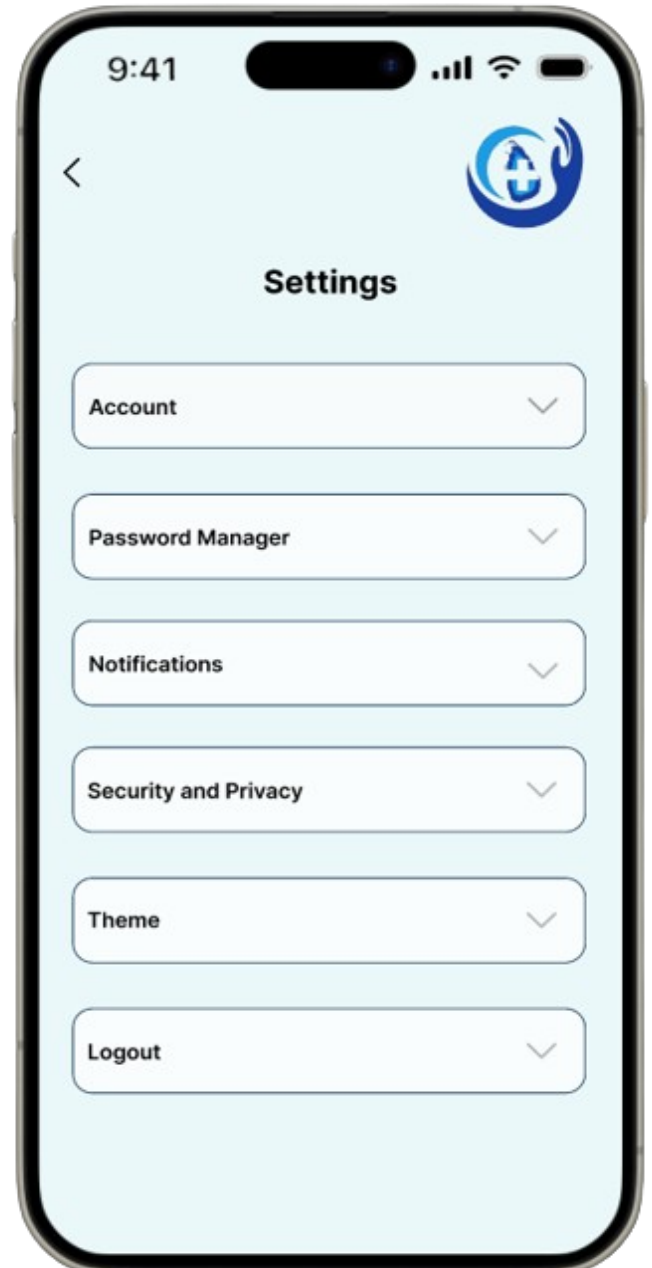 9:41
Settings
Account
Password Manager
Notifications
Security and Privacy
Theme
Logout